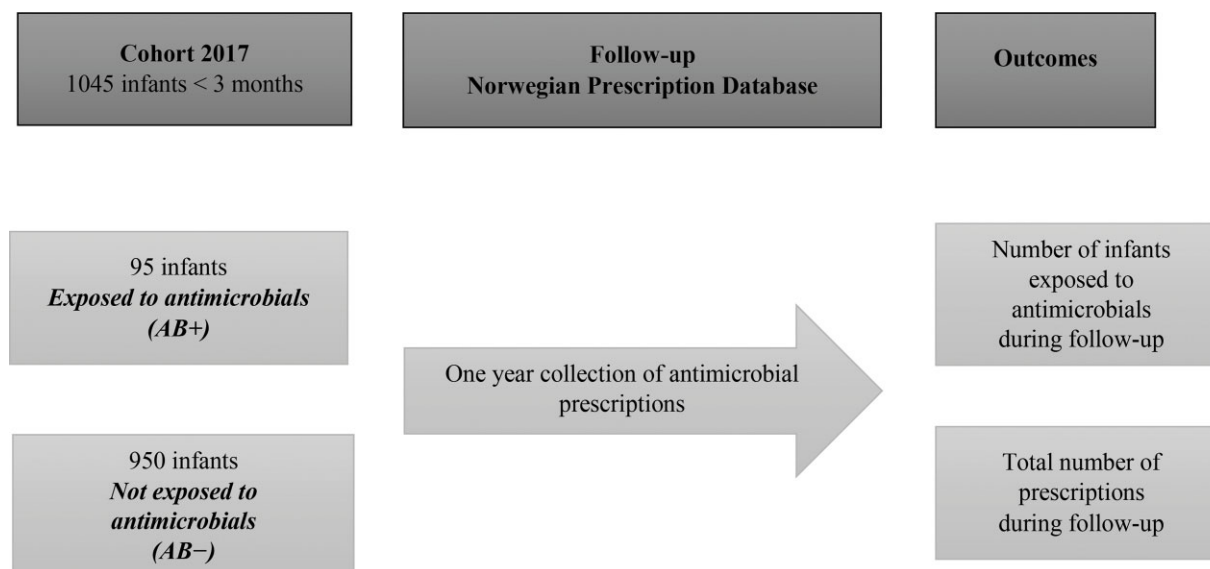 Cohort 2017
1045 infants < 3 months
Follow-up
Norwegian Prescription Database
Outcomes
95 infants
Exposed to antimicrobials
(AB+)
950 infants
Not exposed to
antimicrobials
(AB−)
One year collection of antimicrobial
prescriptions
Number of infants
exposed to
antimicrobials
during follow-up
Total number of
prescriptions
during follow-up